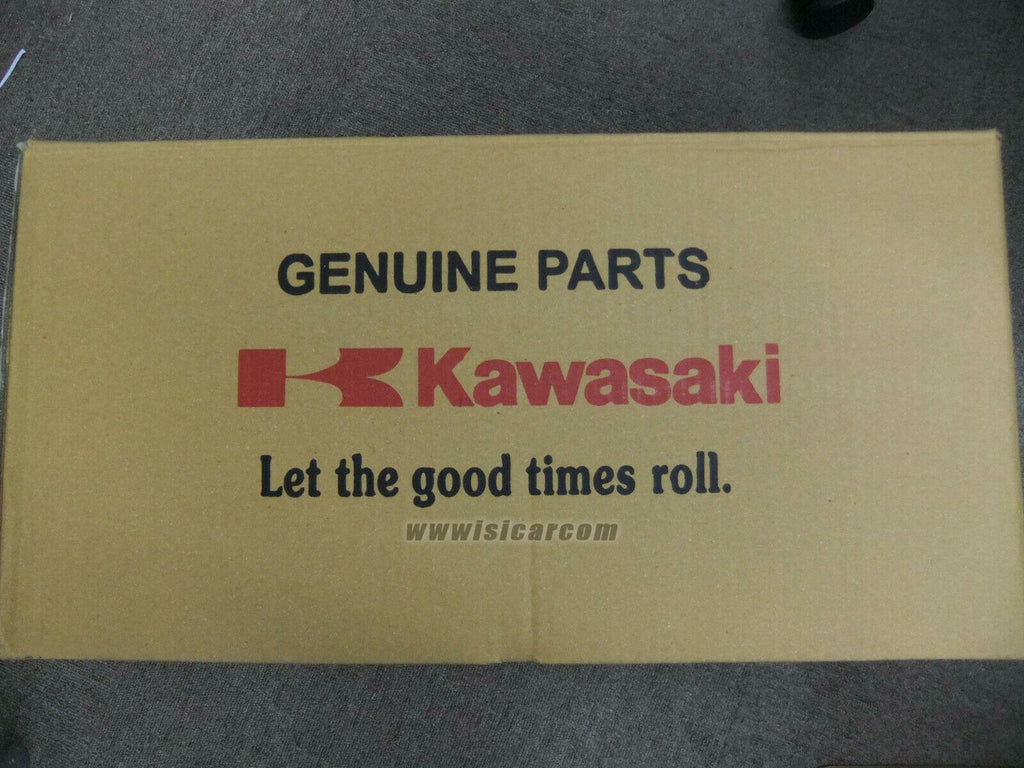 GENUINE PARTS
Kawasaki
Let the good times roll.
wwwisicarcom